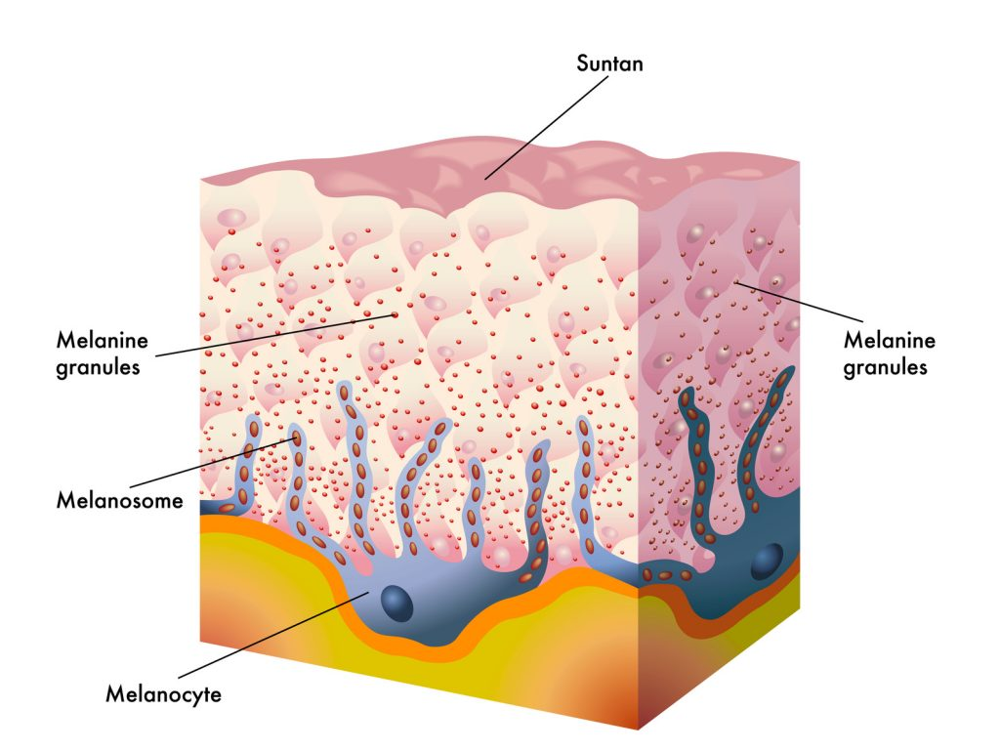 Suntan
Melanine
granules
Melanine
granules
Melanosome
Melanocyte